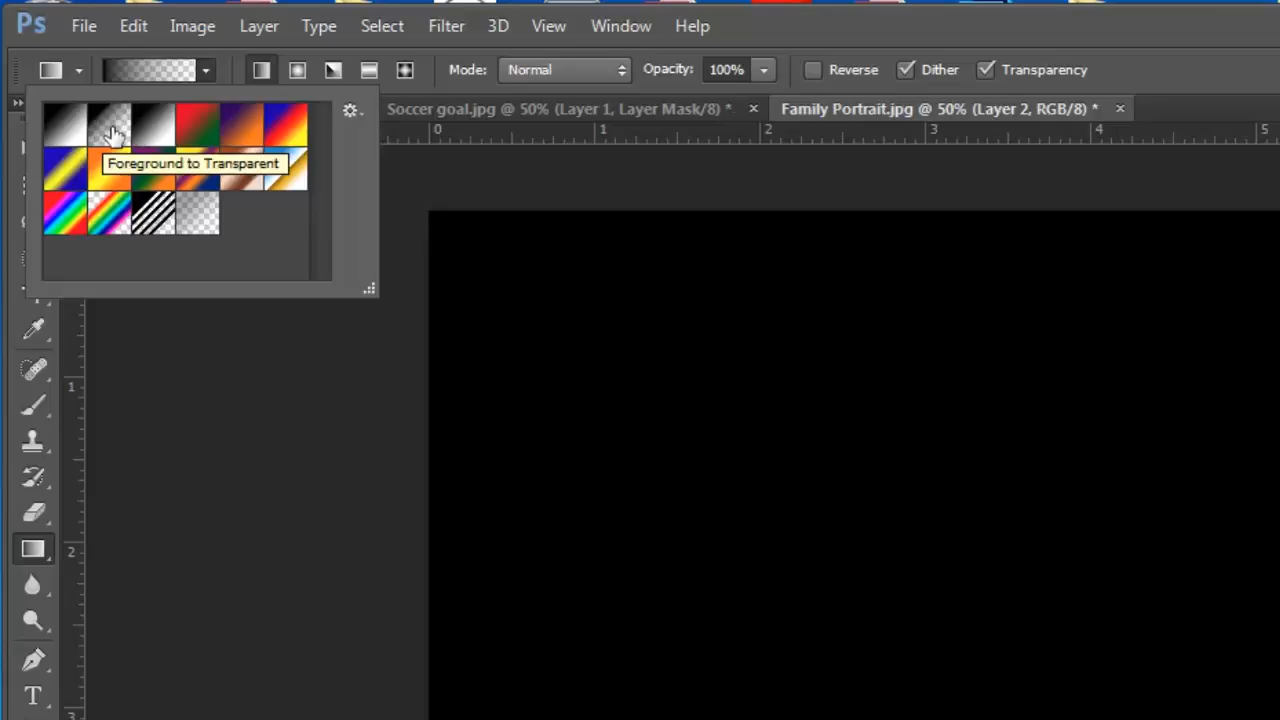 Ps File Edit Image Layer Type Select Filter 3D View Window Help
Mode: Normal Opacity: 100% Reverse Dither Transparency
Soccer goal.jpg @ 50% (Layer 1, Layer Mask/8) * × Family Portrait.jpg @ 50% (Layer 2, RGB/8) * ×
0 1 2 3 4 5
Foreground to Transparent
1
2
T
3